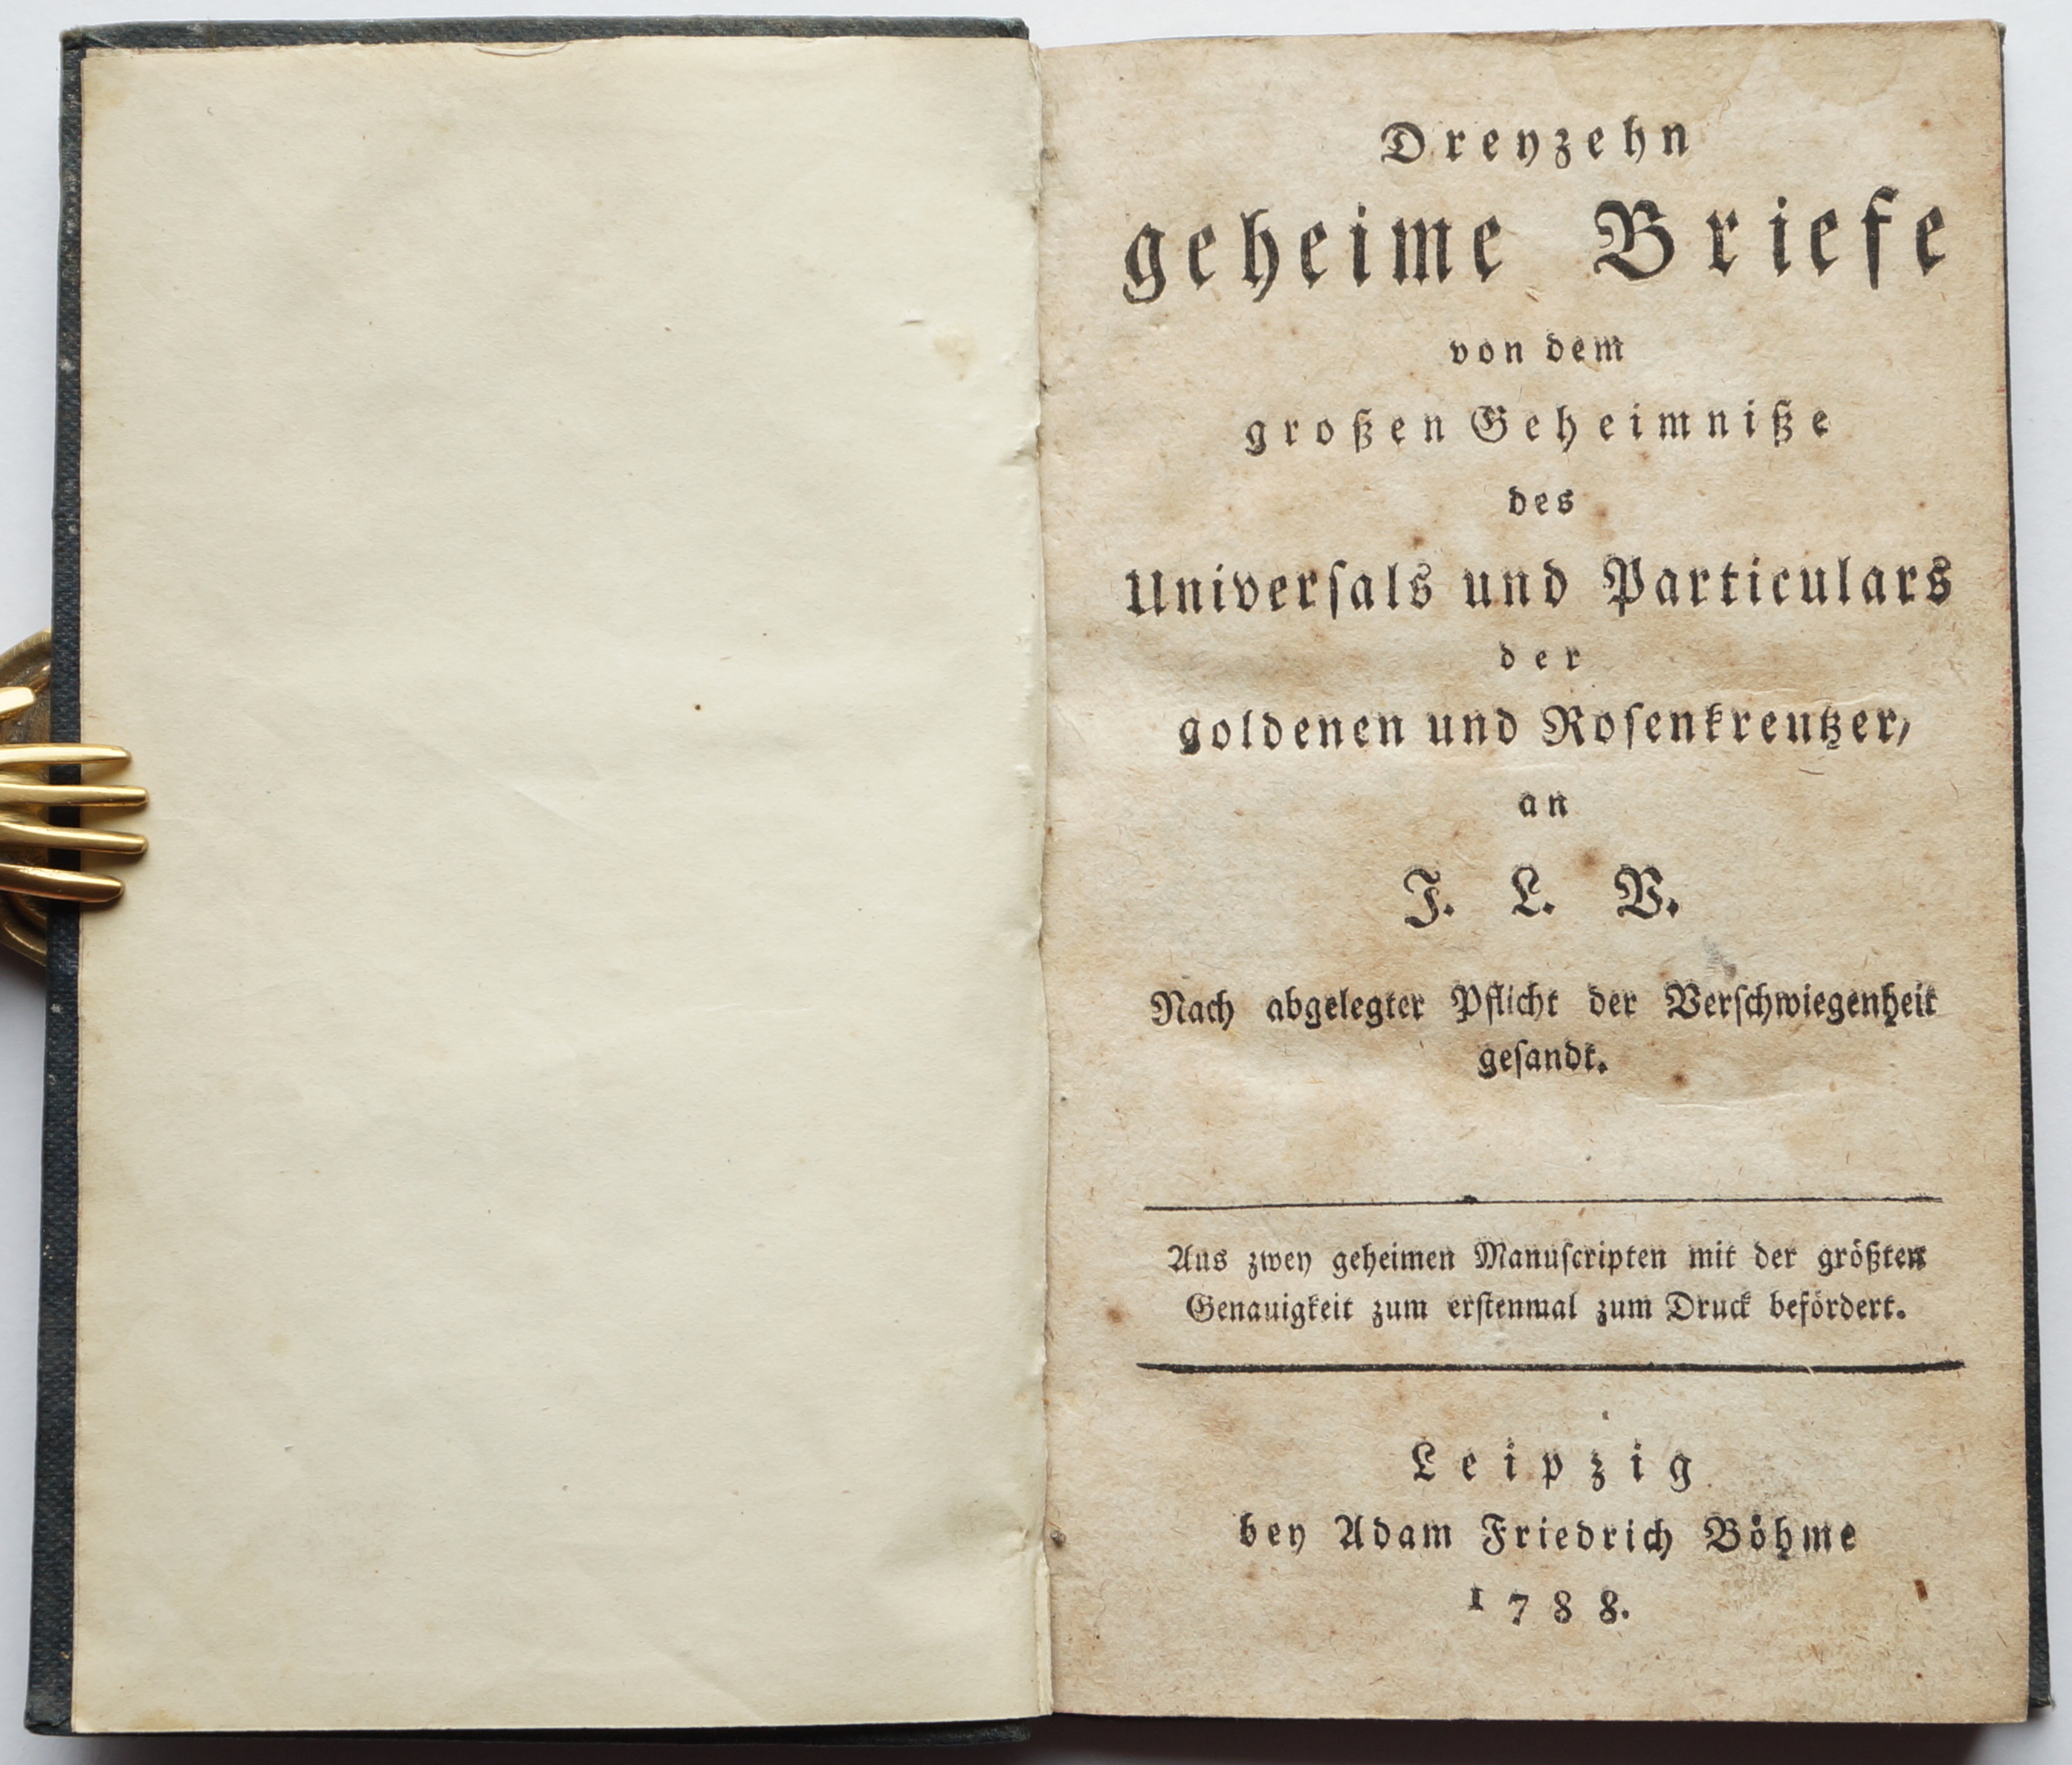 Dreyzehn
geheime Briefe
von dem
großen Geheimniße
des
Univerſals und Particulars
der
goldenen und Roſenkreutzer,
an
J. L. V.
Nach abgelegter Pflicht der Verſchwiegenheit
geſandt.
Aus zwey geheimen Manuſcripten mit der größten
Genauigkeit zum erſtenmal zum Druck befördert.
Leipzig
bey Adam Friedrich Böhme
1788.